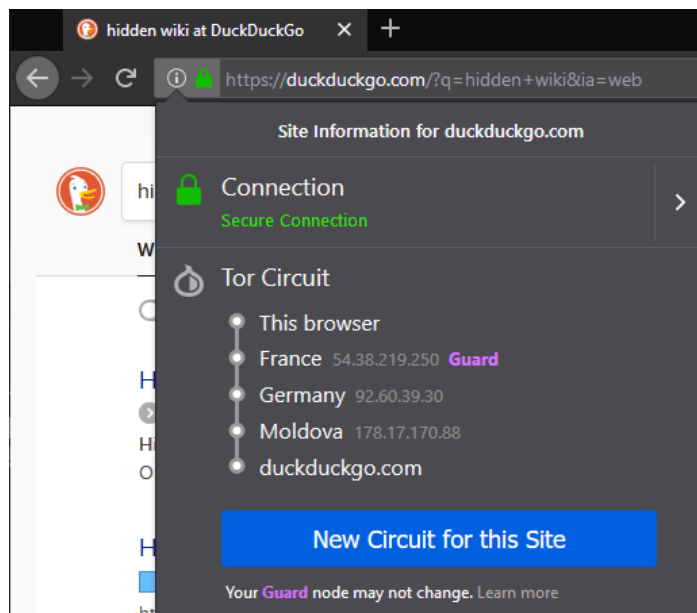 hidden wiki at DuckDuckGo
https://duckduckgo.com/?q=hidden+wiki&ia=web
Site Information for duckduckgo.com
hi
Connection
Secure Connection
W
Tor Circuit
This browser
France 54.38.219.250 Guard
H
Germany 92.60.39.30
Moldova 178.17.170.88
Hi
O
duckduckgo.com
New Circuit for this Site
H
Your Guard node may not change. Learn more